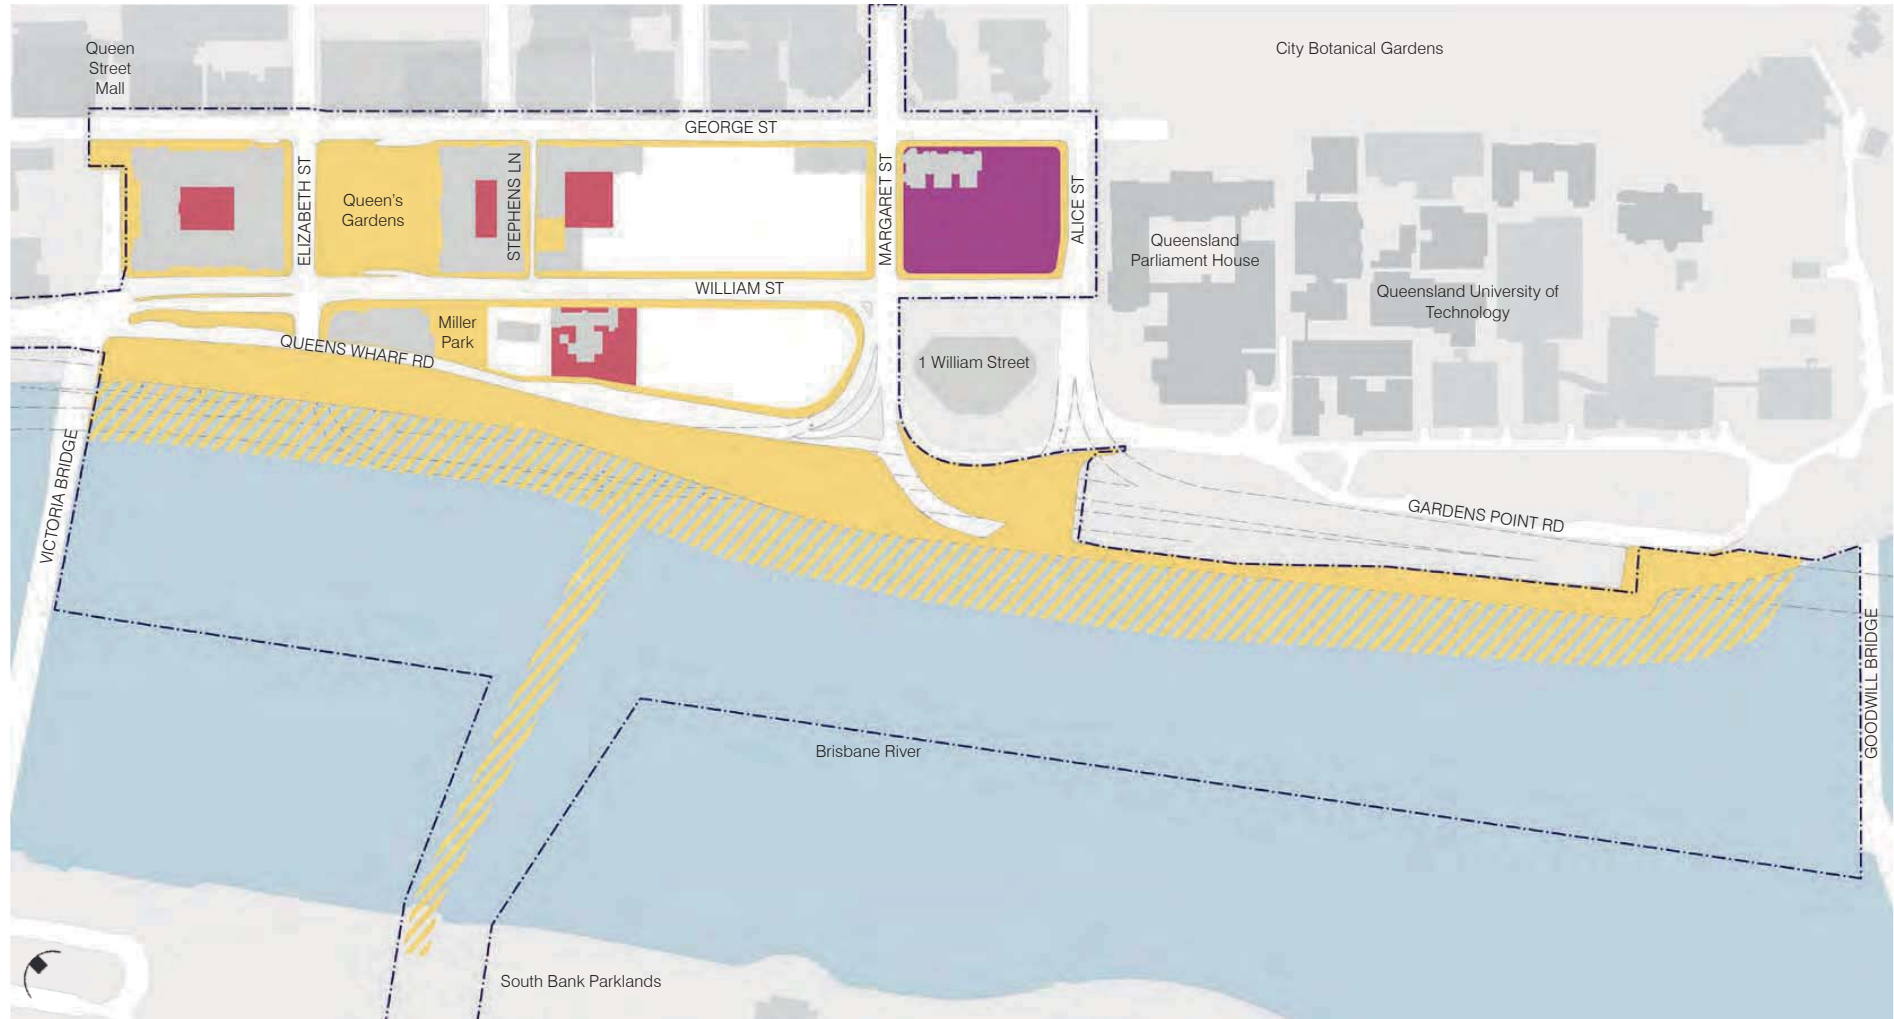 Queen
Street
Mall
City Botanical Gardens
GEORGE ST
ELIZABETH ST
Queen's
Gardens
STEPHENS LN
MARGARET ST
ALICE ST
Queensland
Parliament House
WILLIAM ST
Queensland University of
Technology
Miller
Park
QUEENS WHARF RD
1 William Street
VICTORIA BRIDGE
GARDENS POINT RD
GOODWILL BRIDGE
Brisbane River
South Bank Parklands